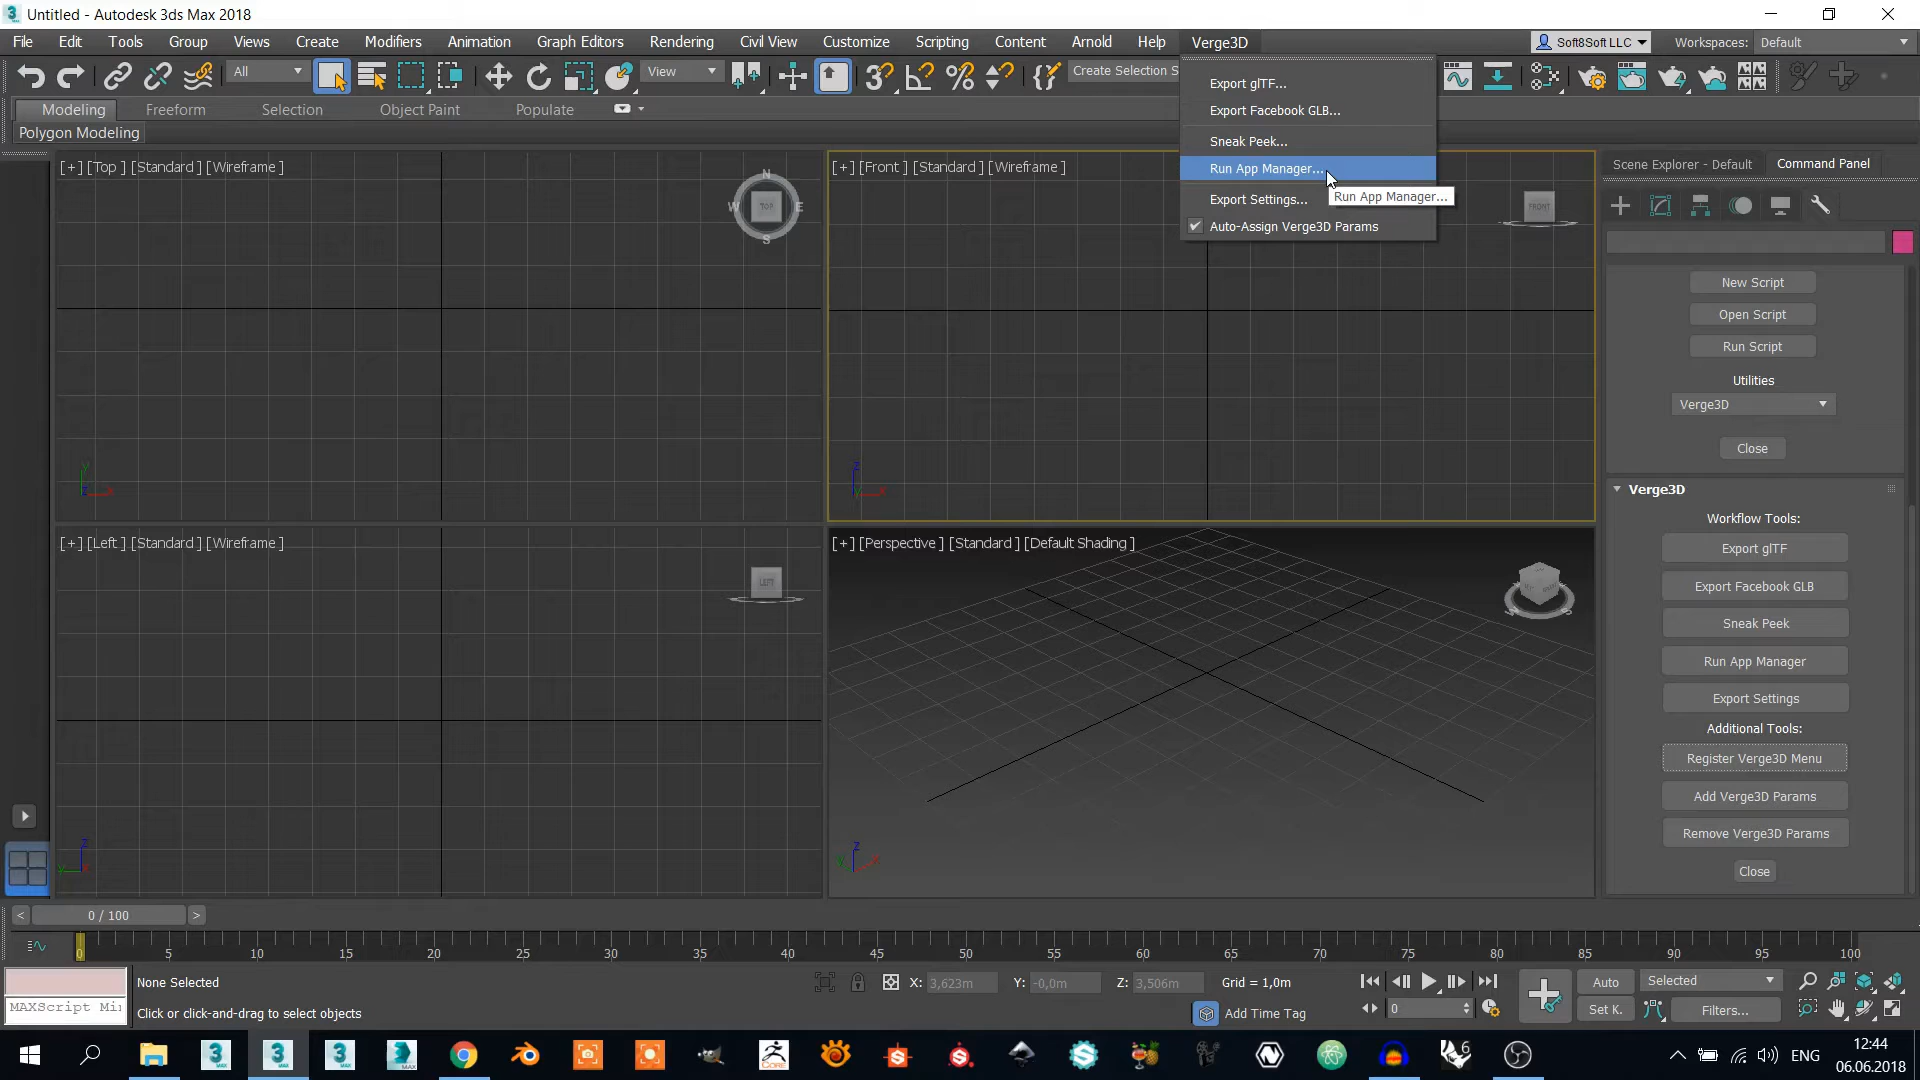 Untitled - Autodesk 3ds Max 2018
File Edit Tools Group Views Create Modifiers Animation Graph Editors Rendering Civil View Customize Scripting Content Arnold Help Verge3D Soft8Soft LLC Workspaces: Default
All View Create Selection S
Modeling Freeform Selection Object Paint Populate
Polygon Modeling
Export glTF...
Export Facebook GLB...
Sneak Peek...
Run App Manager...
Run App Manager...
Export Settings...
Auto-Assign Verge3D Params
[+] [Top ] [Standard ] [Wireframe ]
N
W TOP E
S
[+] [Front ] [Standard ] [Wireframe ]
FRONT
Scene Explorer - Default Command Panel
New Script
Open Script
Run Script
Utilities
Verge3D
Close
Verge3D
Workflow Tools:
Export glTF
Export Facebook GLB
Sneak Peek
Run App Manager
Export Settings
Additional Tools:
Register Verge3D Menu
Add Verge3D Params
Remove Verge3D Params
Close
y
z x
z
y x
[+] [Left ] [Standard ] [Wireframe ]
LEFT
[+] [Perspective ] [Standard ] [Default Shading ]
z
y x
z
y x
< 0 / 100 >
0 5 10 15 20 25 30 35 40 45 50 55 60 65 70 75 80 85 90 95 100
None Selected X: 3,623m Y: -0,0m Z: 3,506m Grid = 1,0m Auto Selected
MAXScript Mi
Click or click-and-drag to select objects Add Time Tag 0 Set K. Filters...
ENG 12:44
06.06.2018